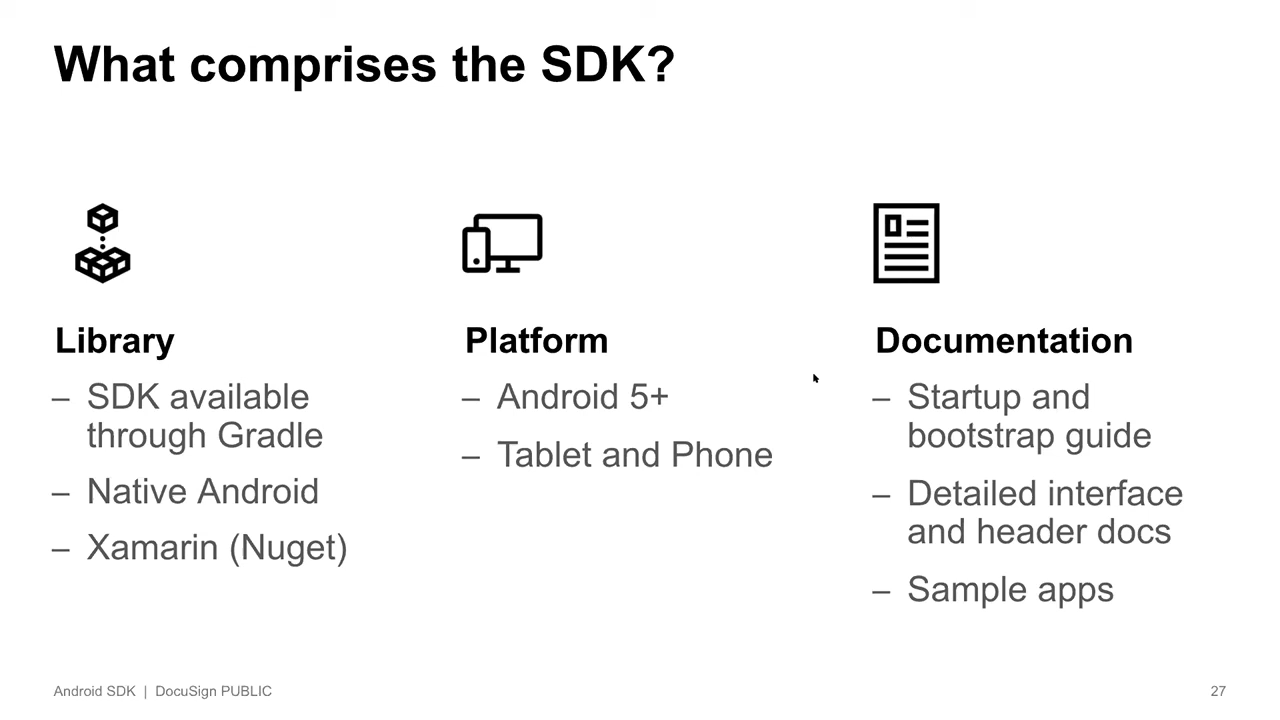 What comprises the SDK?
Library
– SDK available
through Gradle
– Native Android
– Xamarin (Nuget)
Platform
– Android 5+
– Tablet and Phone
Documentation
– Startup and
bootstrap guide
– Detailed interface
and header docs
– Sample apps
Android SDK | DocuSign PUBLIC
27